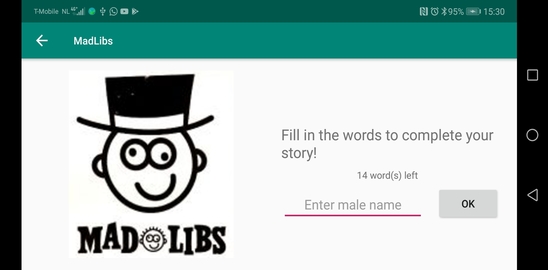 T-Mobile NL 95% 15:30
MadLibs
Fill in the words to complete your
story!
14 word(s) left
Enter male name
OK
MAD LIBS